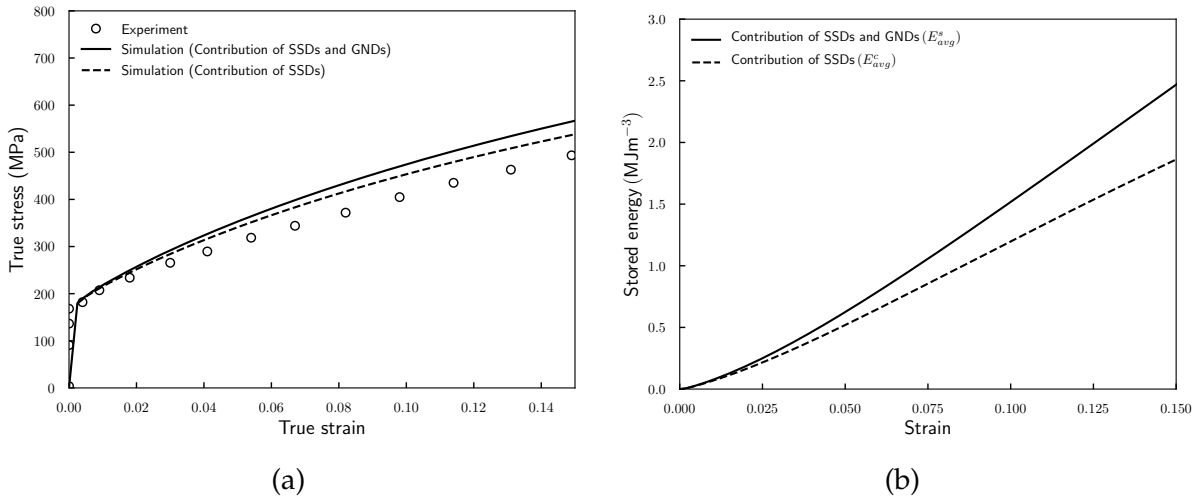 800
700
600
500
400
300
200
100
0
0.00 0.02 0.04 0.06 0.08 0.10 0.12 0.14
True strain
True stress (MPa)
Experiment
Simulation (Contribution of SSDs and GNDs)
Simulation (Contribution of SSDs)
(a)
3.0
2.5
2.0
1.5
1.0
0.5
0.0
0.000 0.025 0.050 0.075 0.100 0.125 0.150
Strain
Stored energy (MJm⁻³)
Contribution of SSDs and GNDs (E^s_avg)
Contribution of SSDs (E^c_avg)
(b)